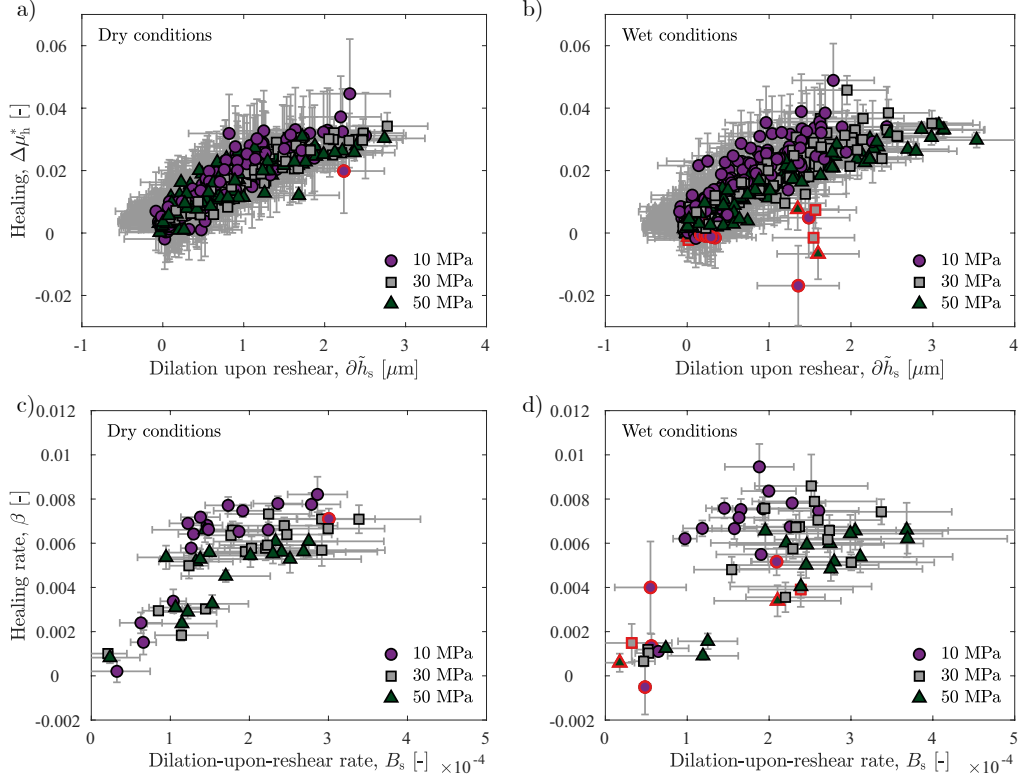 a)
Dry conditions
0.06
0.04
0.02
0
-0.02
Healing, Δμ*h [-]
10 MPa
30 MPa
50 MPa
-1 0 1 2 3 4
Dilation upon reshear, ∂h̃s [μm]
b)
Wet conditions
0.06
0.04
0.02
0
-0.02
10 MPa
30 MPa
50 MPa
0 1 2 3 4
Dilation upon reshear, ∂h̃s [μm]
c)
Dry conditions
0.012
0.01
0.008
0.006
0.004
0.002
0
-0.002
Healing rate, β [-]
10 MPa
30 MPa
50 MPa
0 1 2 3 4 5
Dilation-upon-reshear rate, Bs [-] ×10⁻⁴
d)
Wet conditions
0.012
0.01
0.008
0.006
0.004
0.002
0
-0.002
10 MPa
30 MPa
50 MPa
0 1 2 3 4 5
Dilation-upon-reshear rate, Bs [-] ×10⁻⁴